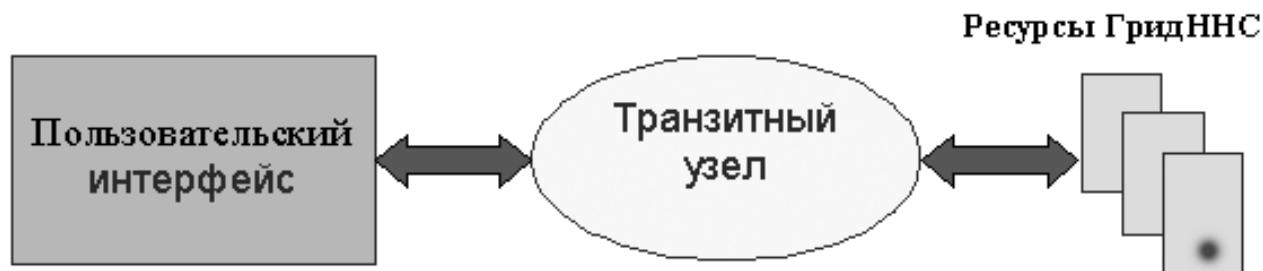 Ресурсы ГридННС
Пользовательский
интерфейс
Транзитный
узел